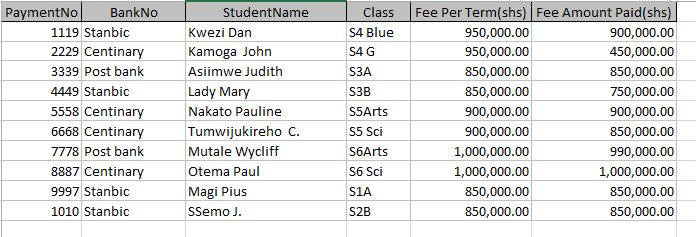 PaymentNo BankNo StudentName Class Fee Per Term(shs) Fee Amount Paid(shs)
1119 Stanbic Kwezi Dan S4 Blue 950,000.00 900,000.00
2229 Centinary Kamoga John S4 G 950,000.00 450,000.00
3339 Post bank Asiimwe Judith S3A 850,000.00 850,000.00
4449 Stanbic Lady Mary S3B 850,000.00 750,000.00
5558 Centinary Nakato Pauline S5Arts 900,000.00 900,000.00
6668 Centinary Tumwijukireho C. S5 Sci 900,000.00 850,000.00
7778 Post bank Mutale Wycliff S6Arts 1,000,000.00 990,000.00
8887 Centinary Otema Paul S6 Sci 1,000,000.00 1,000,000.00
9997 Stanbic Magi Pius S1A 850,000.00 850,000.00
1010 Stanbic SSemo J. S2B 850,000.00 850,000.00